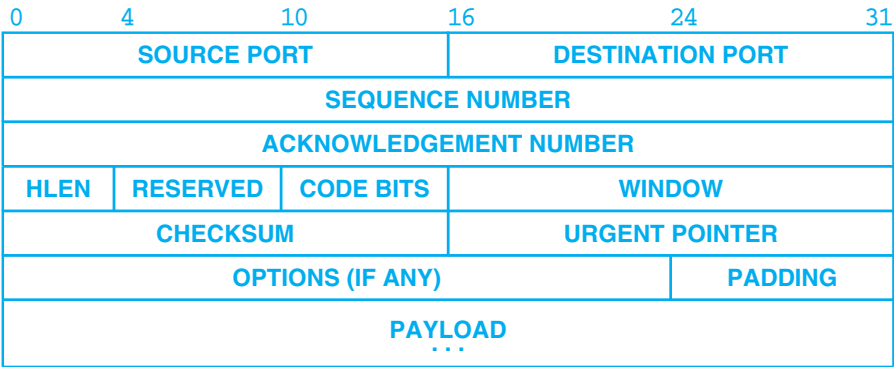 0 4 10 16 24 31
SOURCE PORT DESTINATION PORT
SEQUENCE NUMBER
ACKNOWLEDGEMENT NUMBER
HLEN RESERVED CODE BITS WINDOW
CHECKSUM URGENT POINTER
OPTIONS (IF ANY) PADDING
PAYLOAD
. . .